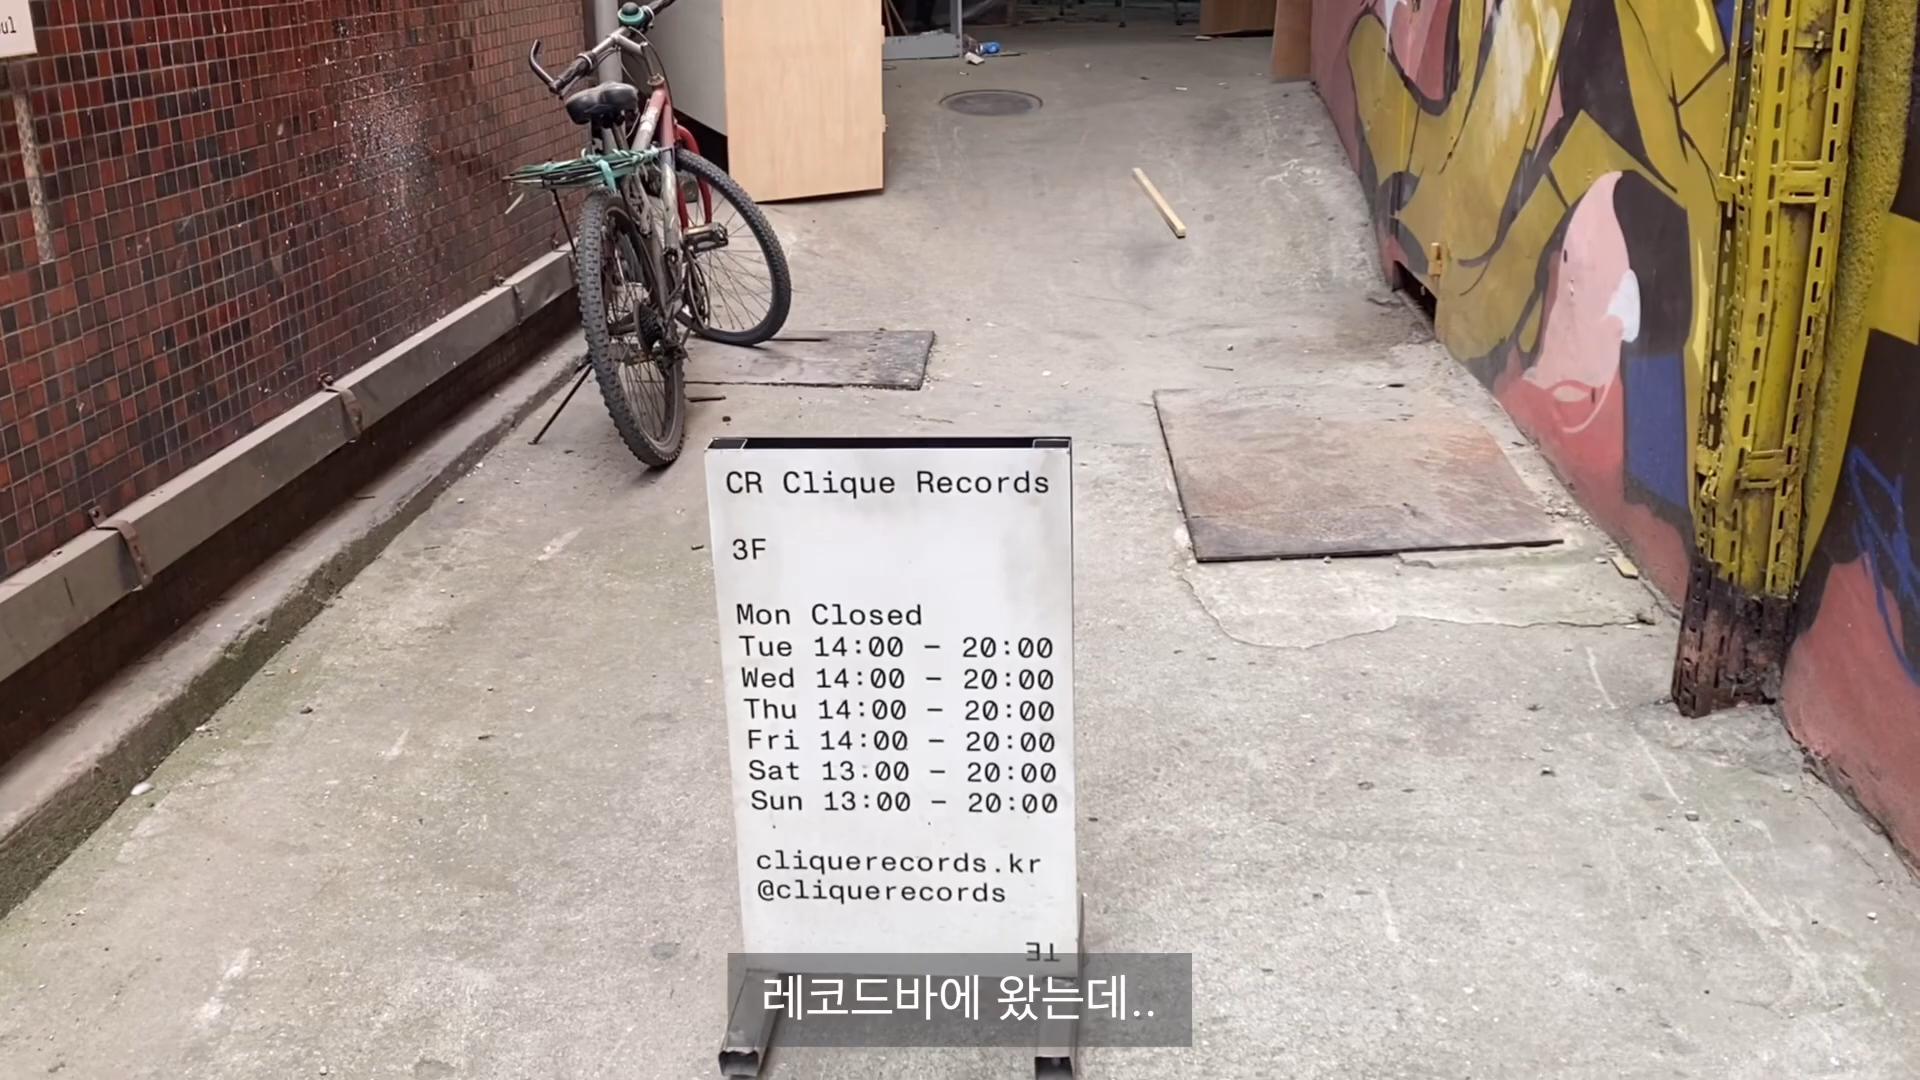 CR Clique Records
3F
Mon Closed
Tue 14:00 – 20:00
Wed 14:00 – 20:00
Thu 14:00 – 20:00
Fri 14:00 – 20:00
Sat 13:00 – 20:00
Sun 13:00 – 20:00
cliquerecords.kr
@cliquerecords
레코드바에 왔는데..